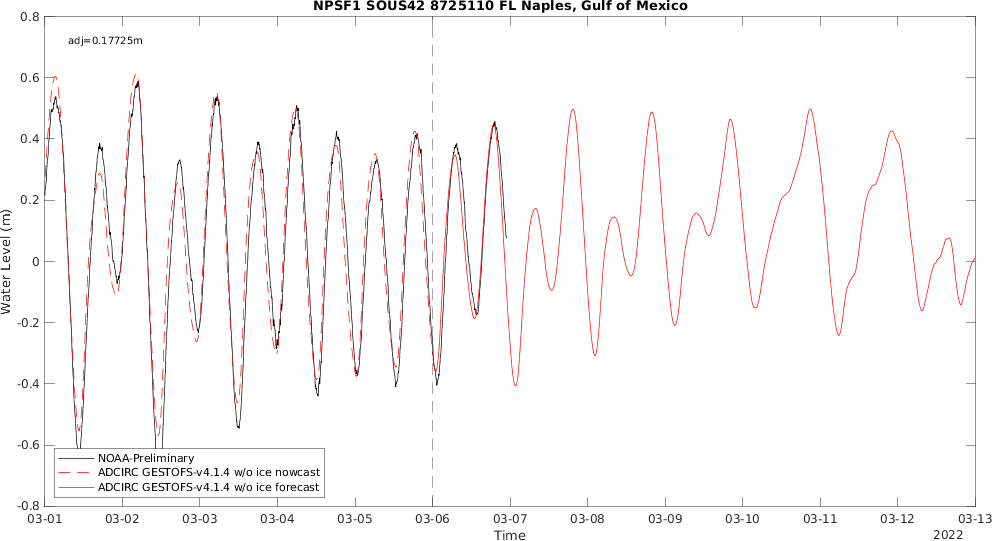 NPSF1 SOUS42 8725110 FL Naples, Gulf of Mexico
0.8
adj=0.17725m
0.6
0.4
0.2
0
-0.2
-0.4
-0.6
-0.8
Water Level (m)
NOAA-Preliminary
ADCIRC GESTOFS-v4.1.4 w/o ice nowcast
ADCIRC GESTOFS-v4.1.4 w/o ice forecast
03-01 03-02 03-03 03-04 03-05 03-06 03-07 03-08 03-09 03-10 03-11 03-12 03-13
Time
2022